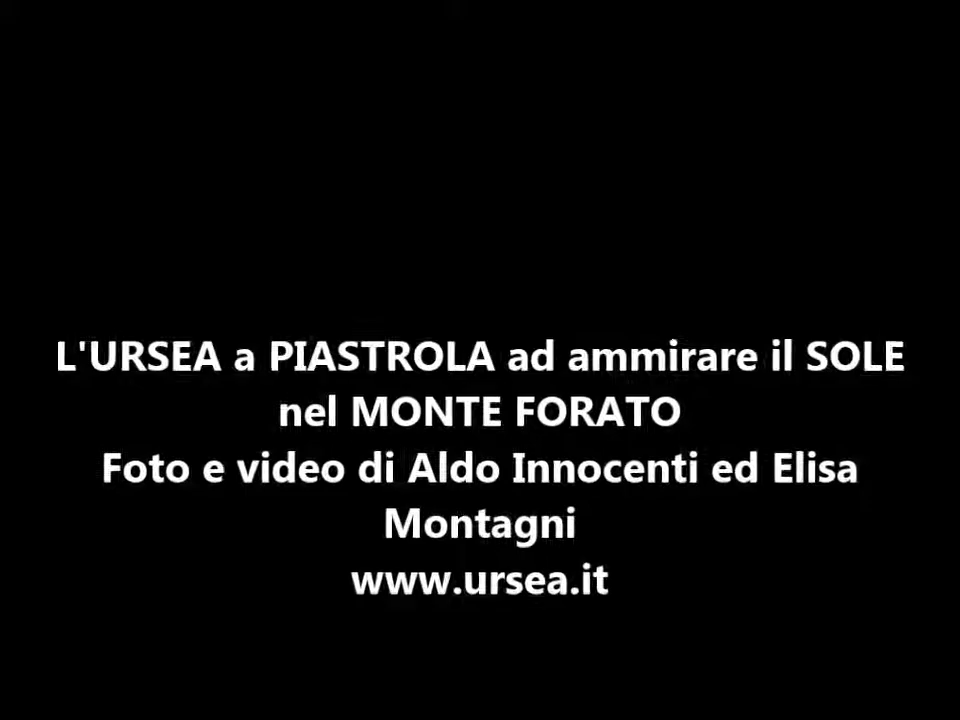 L'URSEA a PIASTROLA ad ammirare il SOLE
nel MONTE FORATO
Foto e video di Aldo Innocenti ed Elisa
Montagni
www.ursea.it